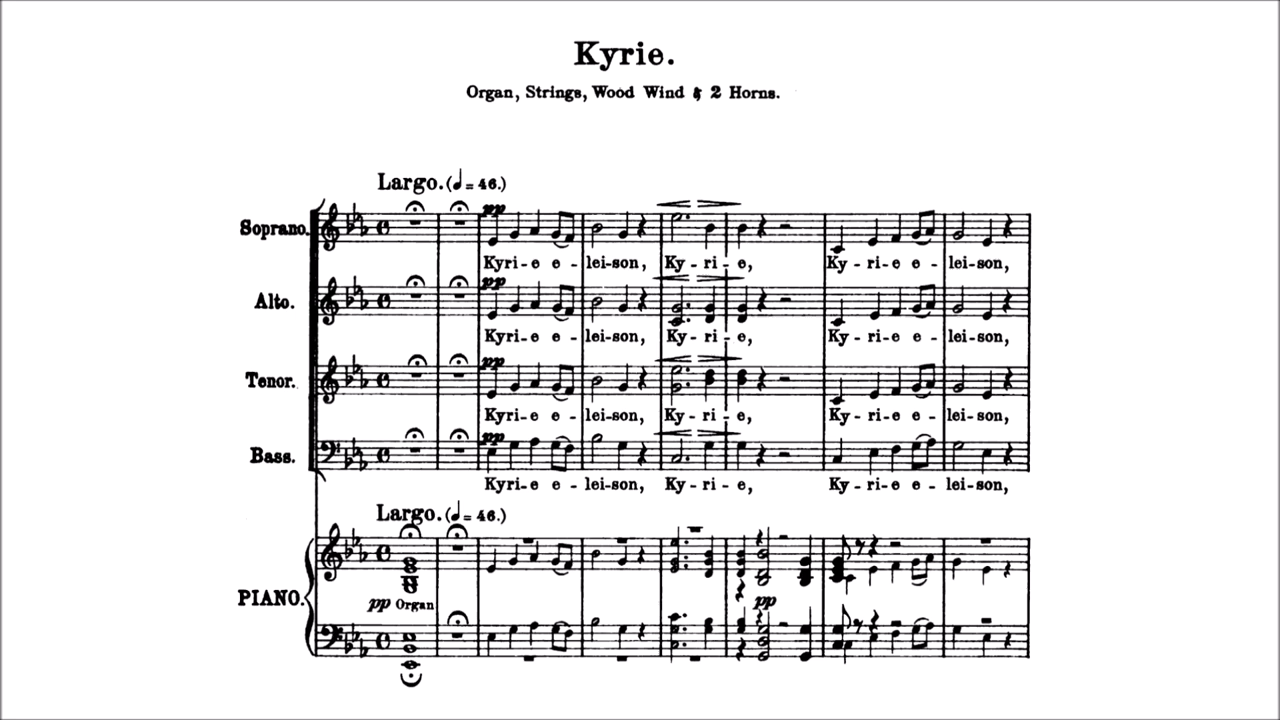 Kyrie.
Organ, Strings, Wood Wind & 2 Horns.
Largo. (♩= 46.)
Soprano.
pp
Kyri-e e - lei-son, Ky - ri - e, Ky - ri-e e - lei-son,
Alto.
pp
Kyri-e e - lei-son, Ky - ri - e, Ky - ri-e e - lei-son,
Tenor.
pp
Kyri-e e - lei-son, Ky - ri - e, Ky - ri-e e - lei-son,
Bass.
pp
Kyri-e e - lei-son, Ky - ri - e, Ky - ri-e e - lei-son,
Largo. (♩= 46.)
PIANO.
pp Organ
pp